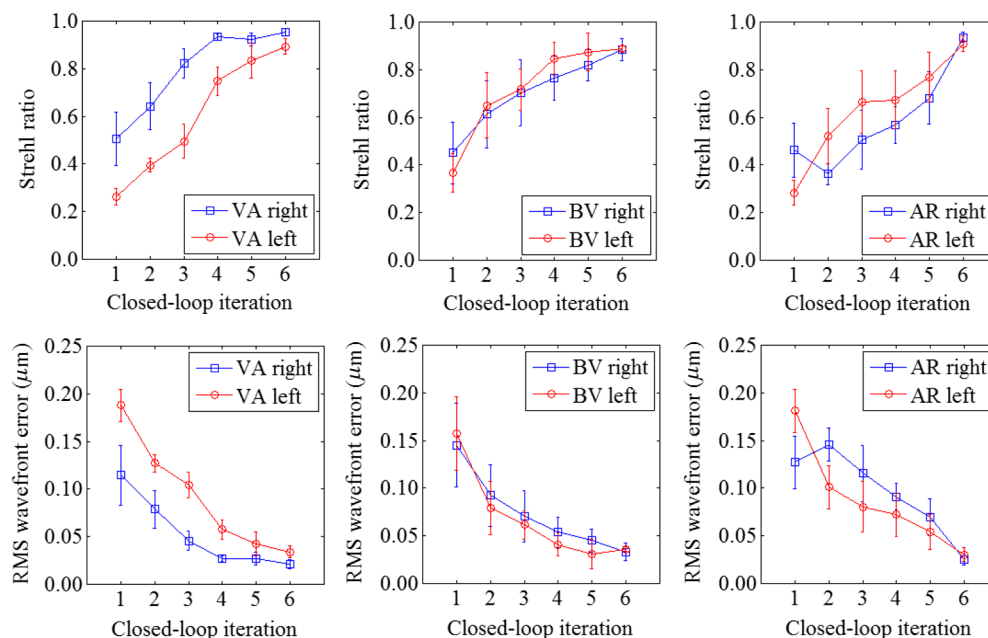 Strehl ratio
1.0
0.8
0.6
0.4
0.2
0.0
VA right
VA left
1 2 3 4 5 6
Closed-loop iteration
Strehl ratio
1.0
0.8
0.6
0.4
0.2
0.0
BV right
BV left
1 2 3 4 5 6
Closed-loop iteration
Strehl ratio
1.0
0.8
0.6
0.4
0.2
0.0
AR right
AR left
1 2 3 4 5 6
Closed-loop iteration
RMS wavefront error (μm)
0.25
0.20
0.15
0.10
0.05
0.00
VA right
VA left
1 2 3 4 5 6
Closed-loop iteration
RMS wavefront error (μm)
0.25
0.20
0.15
0.10
0.05
0.00
BV right
BV left
1 2 3 4 5 6
Closed-loop iteration
RMS wavefront error (μm)
0.25
0.20
0.15
0.10
0.05
0.00
AR right
AR left
1 2 3 4 5 6
Closed-loop iteration